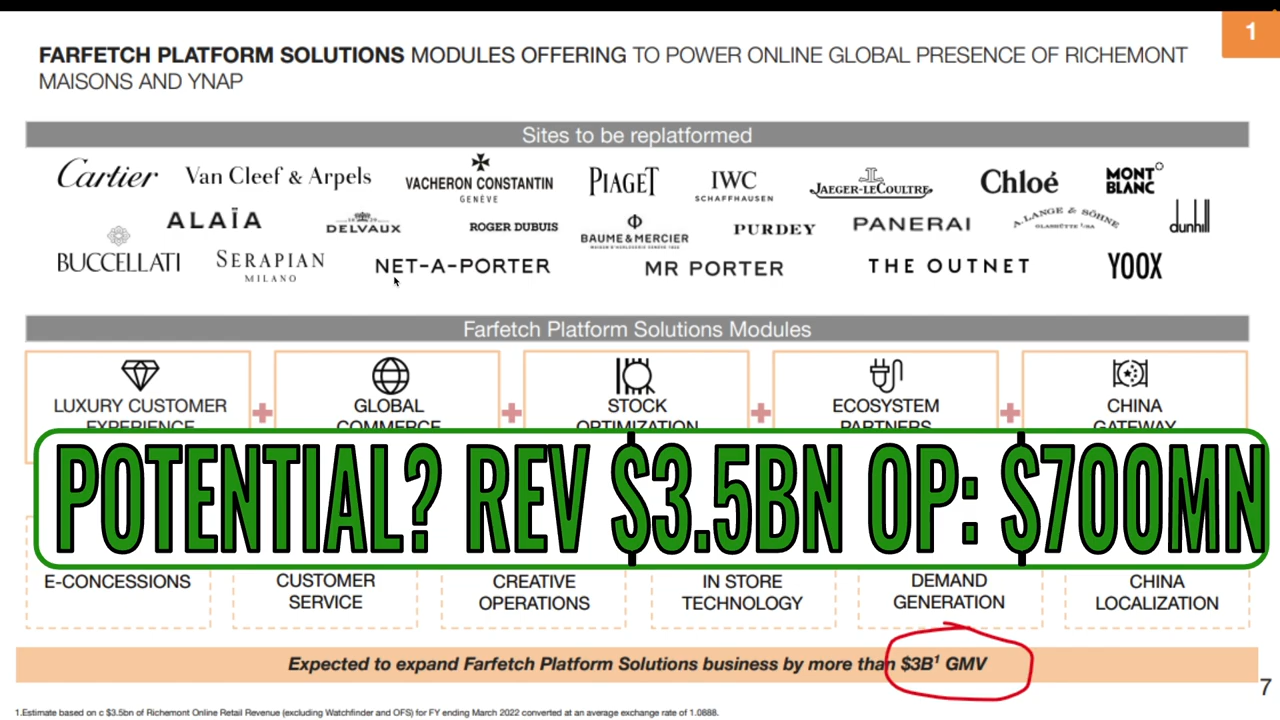 1
FARFETCH PLATFORM SOLUTIONS MODULES OFFERING TO POWER ONLINE GLOBAL PRESENCE OF RICHEMONT
MAISONS AND YNAP
Sites to be replatformed
Cartier
Van Cleef & Arpels
VACHERON CONSTANTIN
GENÈVE
PIAGET
IWC
SCHAFFHAUSEN
JAEGER-LECOULTRE
Chloé
MONT
BLANC
ALAÏA
DELVAUX
ROGER DUBUIS
BAUME & MERCIER
PURDEY
PANERAI
A. LANGE & SÖHNE
dunhill
BUCCELLATI
SERAPIAN
MILANO
NET-A-PORTER
MR PORTER
THE OUTNET
YOOX
Farfetch Platform Solutions Modules
LUXURY CUSTOMER
EXPERIENCE
+
GLOBAL
COMMERCE
+
STOCK
OPTIMIZATION
+
ECOSYSTEM
PARTNERS
+
CHINA
GATEWAY
POTENTIAL? REV $3.5BN OP: $700MN
E-CONCESSIONS
CUSTOMER
SERVICE
CREATIVE
OPERATIONS
IN STORE
TECHNOLOGY
DEMAND
GENERATION
CHINA
LOCALIZATION
Expected to expand Farfetch Platform Solutions business by more than $3B¹ GMV
7
1.Estimate based on c $3.5bn of Richemont Online Retail Revenue (excluding Watchfinder and OFS) for FY ending March 2022 converted at an average exchange rate of 1.0888.